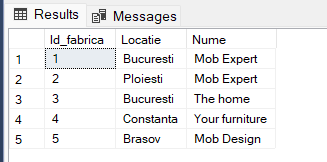 Results Messages
Id_fabrica Locatie Nume
1 1 Bucuresti Mob Expert
2 2 Ploiesti Mob Expert
3 3 Bucuresti The home
4 4 Constanta Your furniture
5 5 Brasov Mob Design